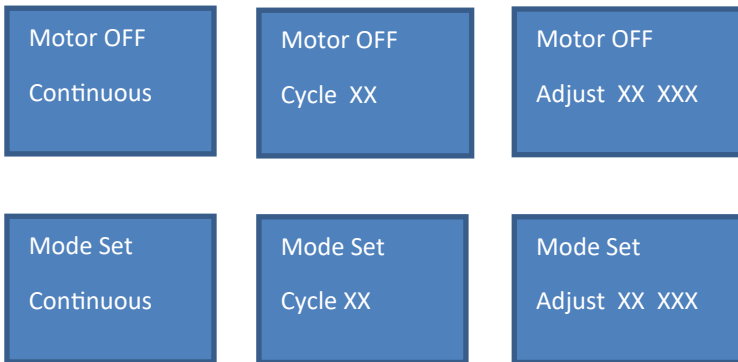 Motor OFF
Continuous
Motor OFF
Cycle XX
Motor OFF
Adjust XX XXX
Mode Set
Continuous
Mode Set
Cycle XX
Mode Set
Adjust XX XXX